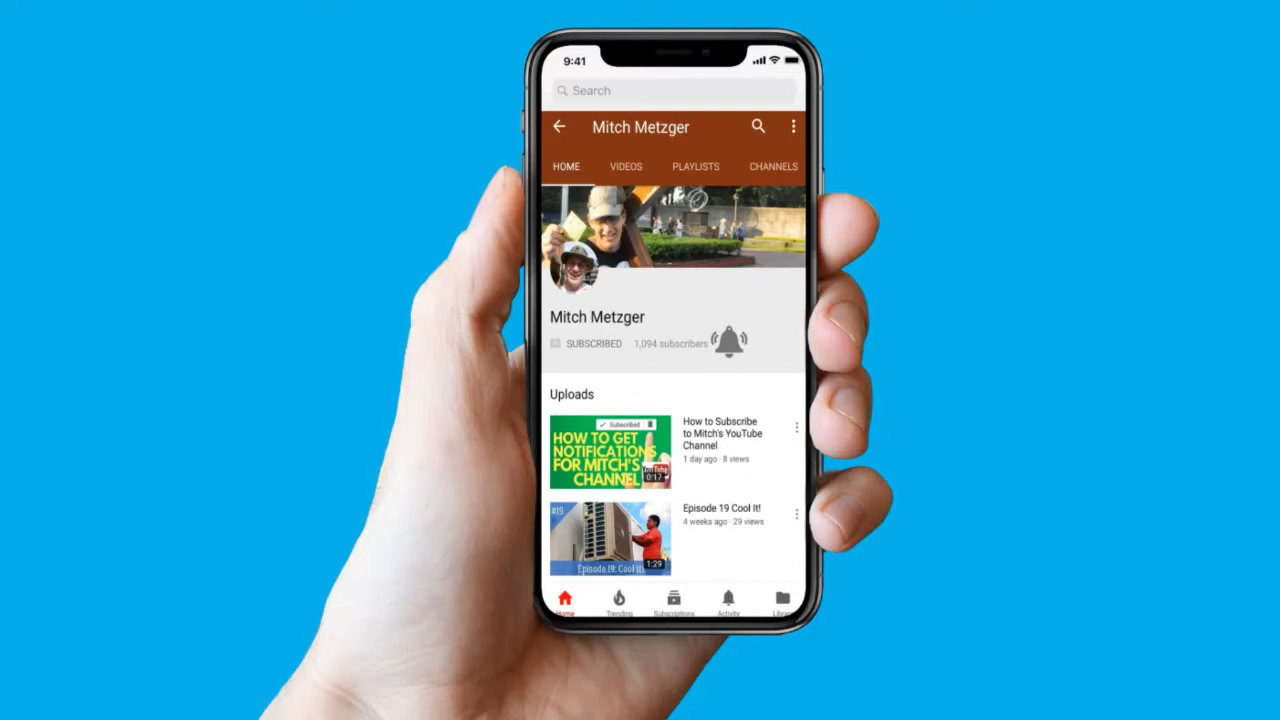 9:41
Search
Mitch Metzger
HOME VIDEOS PLAYLISTS CHANNELS
Mitch Metzger
SUBSCRIBED 1,094 subscribers
Uploads
Subscribed
HOW TO GET
NOTIFICATIONS
FOR MITCH'S
CHANNEL
YouTube
0:17
How to Subscribe
to Mitch's YouTube
Channel
1 day ago · 8 views
#19
Episode 19: Cool it!
1:29
Episode 19 Cool It!
4 weeks ago · 29 views
Home Trending Subscriptions Activity